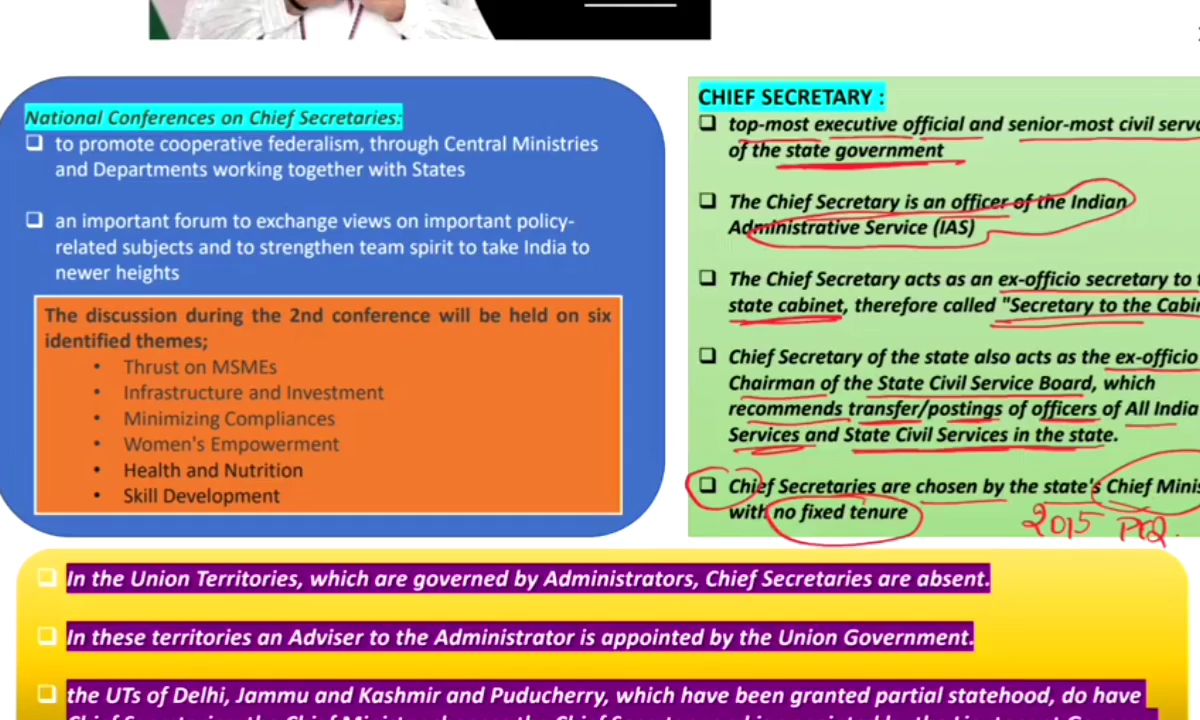 National Conferences on Chief Secretaries:
to promote cooperative federalism, through Central Ministries
and Departments working together with States
an important forum to exchange views on important policy-
related subjects and to strengthen team spirit to take India to
newer heights
The discussion during the 2nd conference will be held on six
identified themes;
• Thrust on MSMEs
• Infrastructure and Investment
• Minimizing Compliances
• Women's Empowerment
• Health and Nutrition
• Skill Development
CHIEF SECRETARY :
top-most executive official and senior-most civil serva
of the state government
The Chief Secretary is an officer of the Indian
Administrative Service (IAS)
The Chief Secretary acts as an ex-officio secretary to t
state cabinet, therefore called "Secretary to the Cabin
Chief Secretary of the state also acts as the ex-officio
Chairman of the State Civil Service Board, which
recommends transfer/postings of officers of All India
Services and State Civil Services in the state.
Chief Secretaries are chosen by the state's Chief Minis
with no fixed tenure
2015
In the Union Territories, which are governed by Administrators, Chief Secretaries are absent.
In these territories an Adviser to the Administrator is appointed by the Union Government.
the UTs of Delhi, Jammu and Kashmir and Puducherry, which have been granted partial statehood, do have